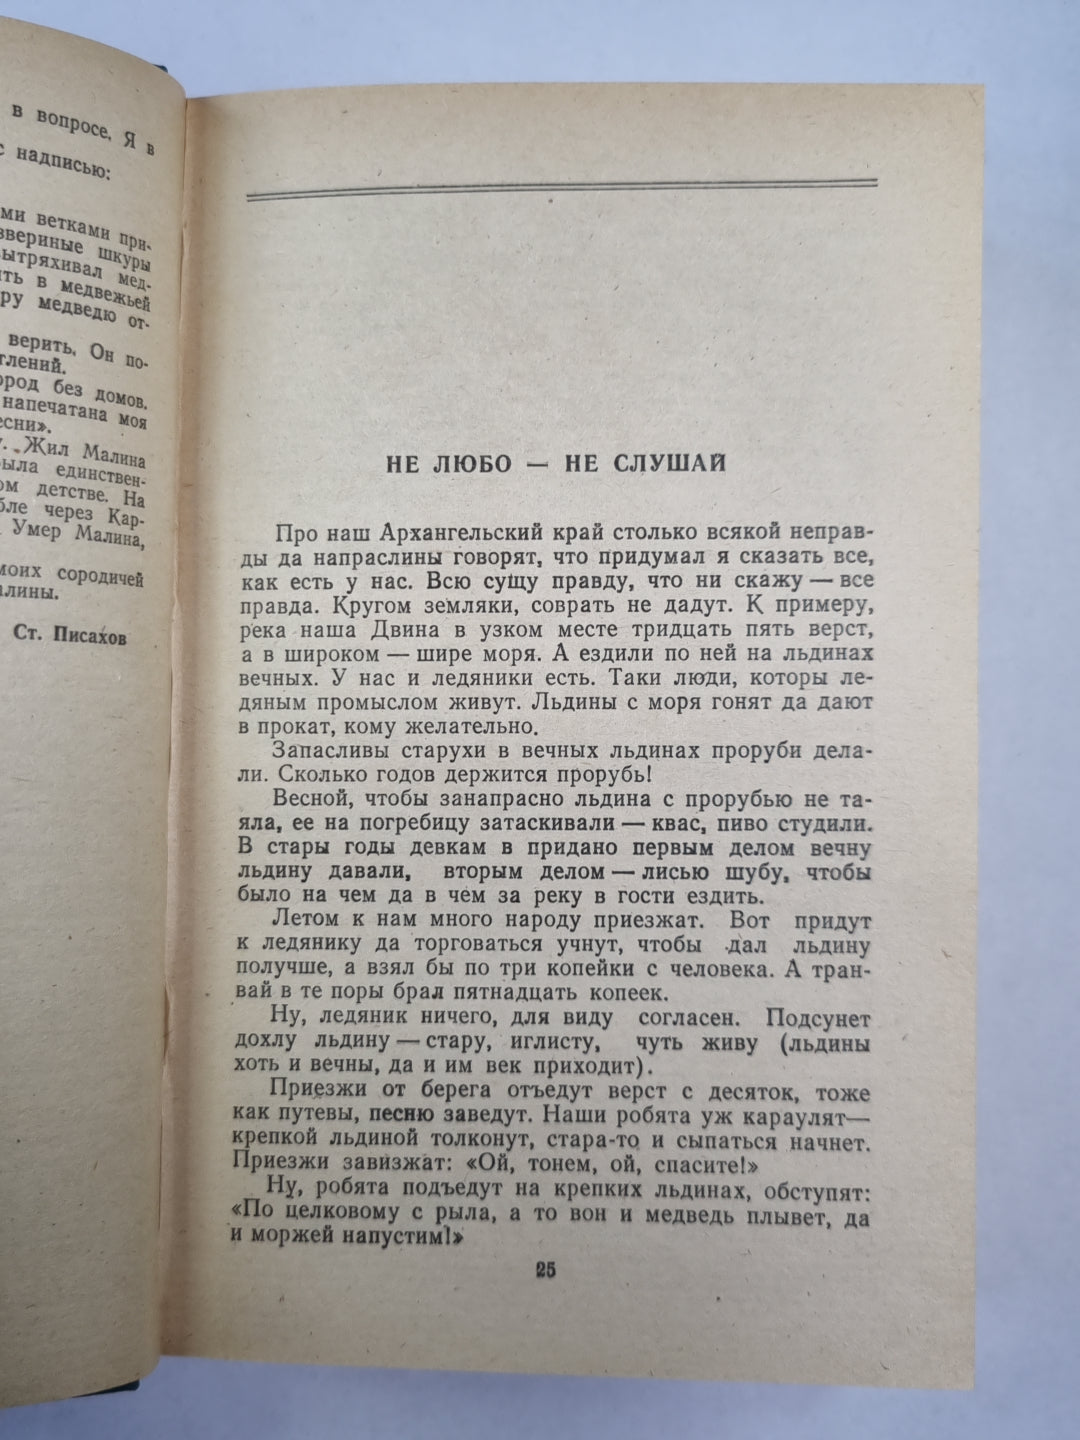 в вопросе. Я в
с надписью:
ми ветками при-
звериные шкуры
вытряхивал мед-
ить в медвежьей
ру медведю от-
верить. Он по-
тлений.
ород без домов.
напечатана моя
есни».
Жил Малина
была единствен-
ом детстве. На
бле через Кар-
Умер Малина,
моих сородичей
алины.
Ст. Писахов
НЕ ЛЮБО — НЕ СЛУШАЙ
Про наш Архангельский край столько всякой неправ-
ды да напраслины говорят, что придумал я сказать все,
как есть у нас. Всю сущу правду, что ни скажу — все
правда. Кругом земляки, соврать не дадут. К примеру,
река наша Двина в узком месте тридцать пять верст,
а в широком — шире моря. А ездили по ней на льдинах
вечных. У нас и ледяники есть. Таки люди, которы ле-
дяным промыслом живут. Льдины с моря гонят да дают
в прокат, кому желательно.
Запасливы старухи в вечных льдинах проруби дела-
ли. Сколько годов держится прорубь!
Весной, чтобы занапрасно льдина с прорубью не та-
яла, ее на погребицу затаскивали — квас, пиво студили.
В стары годы девкам в придано первым делом вечну
льдину давали, вторым делом — лисью шубу, чтобы
было на чем да в чем за реку в гости ездить.
Летом к нам много народу приезжат. Вот придут
к ледянику да торговаться учнут, чтобы дал льдину
получше, а взял бы по три копейки с человека. А тран-
вай в те поры брал пятнадцать копеек.
Ну, ледяник ничего, для виду согласен. Подсунет
дохлу льдину — стару, иглисту, чуть живу (льдины
хоть и вечны, да и им век приходит).
Приезжи от берега отъедут верст с десяток, тоже
как путевы, песню заведут. Наши робята уж караулят—
крепкой льдиной толконут, стара-то и сыпаться начнет.
Приезжи завизжат: «Ой, тонем, ой, спасите!»
Ну, робята подъедут на крепких льдинах, обступят:
«По целковому с рыла, а то вон и медведь плывет, да
и моржей напустим!»
25